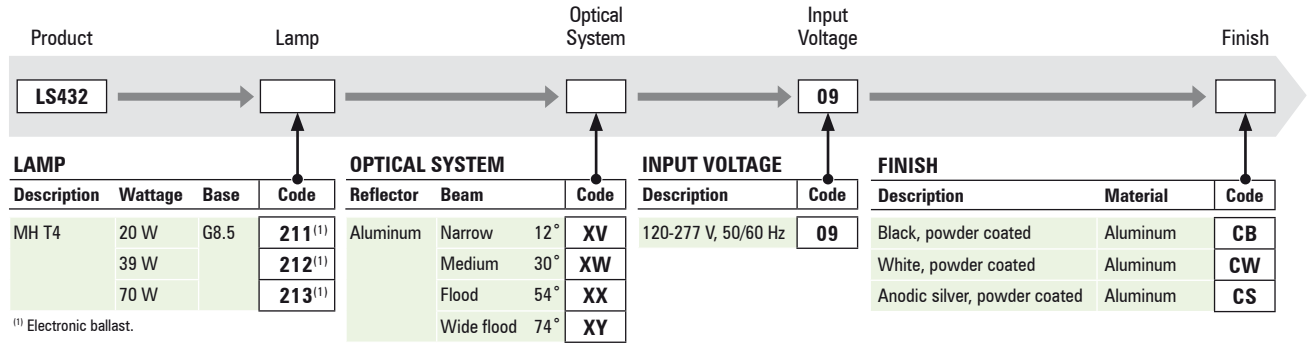 Product Lamp Optical System Input Voltage Finish
LS432 09
LAMP
Description Wattage Base Code
MH T4 20 W G8.5 211(1)
39 W 212(1)
70 W 213(1)
(1) Electronic ballast.
OPTICAL SYSTEM
Reflector Beam Code
Aluminum Narrow 12° XV
Medium 30° XW
Flood 54° XX
Wide flood 74° XY
INPUT VOLTAGE
Description Code
120-277 V, 50/60 Hz 09
FINISH
Description Material Code
Black, powder coated Aluminum CB
White, powder coated Aluminum CW
Anodic silver, powder coated Aluminum CS